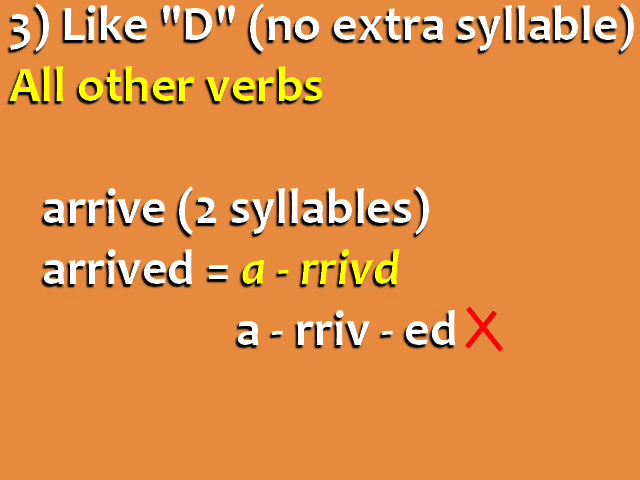 3) Like "D" (no extra syllable)
All other verbs
arrive (2 syllables)
arrived = a - rrivd
a - rriv - ed X